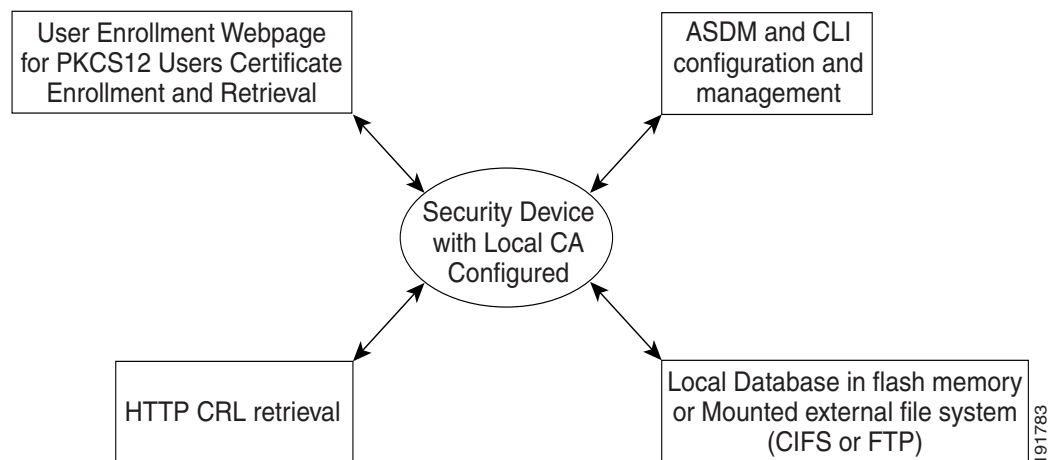 User Enrollment Webpage
for PKCS12 Users Certificate
Enrollment and Retrieval
ASDM and CLI
configuration and
management
Security Device
with Local CA
Configured
HTTP CRL retrieval
Local Database in flash memory
or Mounted external file system
(CIFS or FTP)
191783